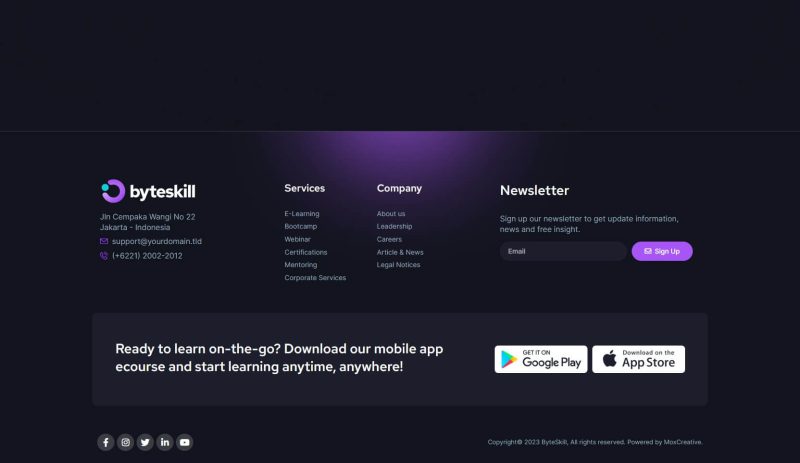 byteskill
Jln Cempaka Wangi No 22
Jakarta - Indonesia
support@yourdomain.tld
(+6221) 2002-2012
Services
E-Learning
Bootcamp
Webinar
Certifications
Mentoring
Corporate Services
Company
About us
Leadership
Careers
Article & News
Legal Notices
Newsletter
Sign up our newsletter to get update information,
news and free insight.
Email
Sign Up
Ready to learn on-the-go? Download our mobile app
ecourse and start learning anytime, anywhere!
GET IT ON
Google Play
Download on the
App Store
Copyright© 2023 ByteSkill, All rights reserved. Powered by MoxCreative.